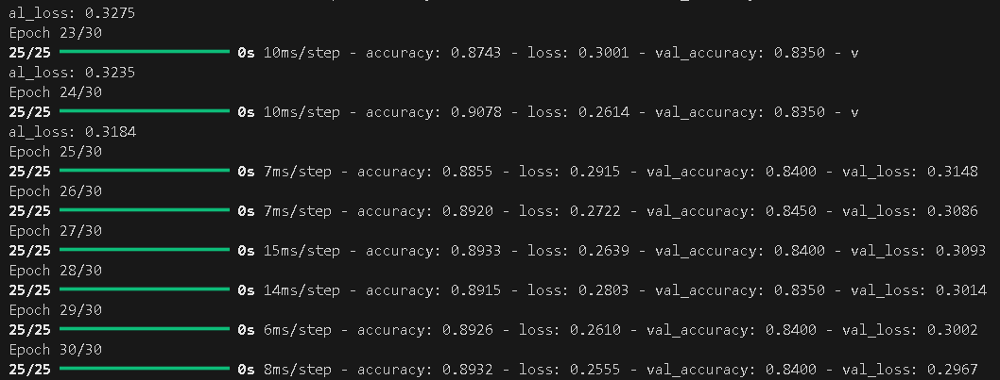 al_loss: 0.3275
Epoch 23/30
25/25 0s 10ms/step - accuracy: 0.8743 - loss: 0.3001 - val_accuracy: 0.8350 - v
al_loss: 0.3235
Epoch 24/30
25/25 0s 10ms/step - accuracy: 0.9078 - loss: 0.2614 - val_accuracy: 0.8350 - v
al_loss: 0.3184
Epoch 25/30
25/25 0s 7ms/step - accuracy: 0.8855 - loss: 0.2915 - val_accuracy: 0.8400 - val_loss: 0.3148
Epoch 26/30
25/25 0s 7ms/step - accuracy: 0.8920 - loss: 0.2722 - val_accuracy: 0.8450 - val_loss: 0.3086
Epoch 27/30
25/25 0s 15ms/step - accuracy: 0.8933 - loss: 0.2639 - val_accuracy: 0.8400 - val_loss: 0.3093
Epoch 28/30
25/25 0s 14ms/step - accuracy: 0.8915 - loss: 0.2803 - val_accuracy: 0.8350 - val_loss: 0.3014
Epoch 29/30
25/25 0s 6ms/step - accuracy: 0.8926 - loss: 0.2610 - val_accuracy: 0.8400 - val_loss: 0.3002
Epoch 30/30
25/25 0s 8ms/step - accuracy: 0.8932 - loss: 0.2555 - val_accuracy: 0.8400 - val_loss: 0.2967